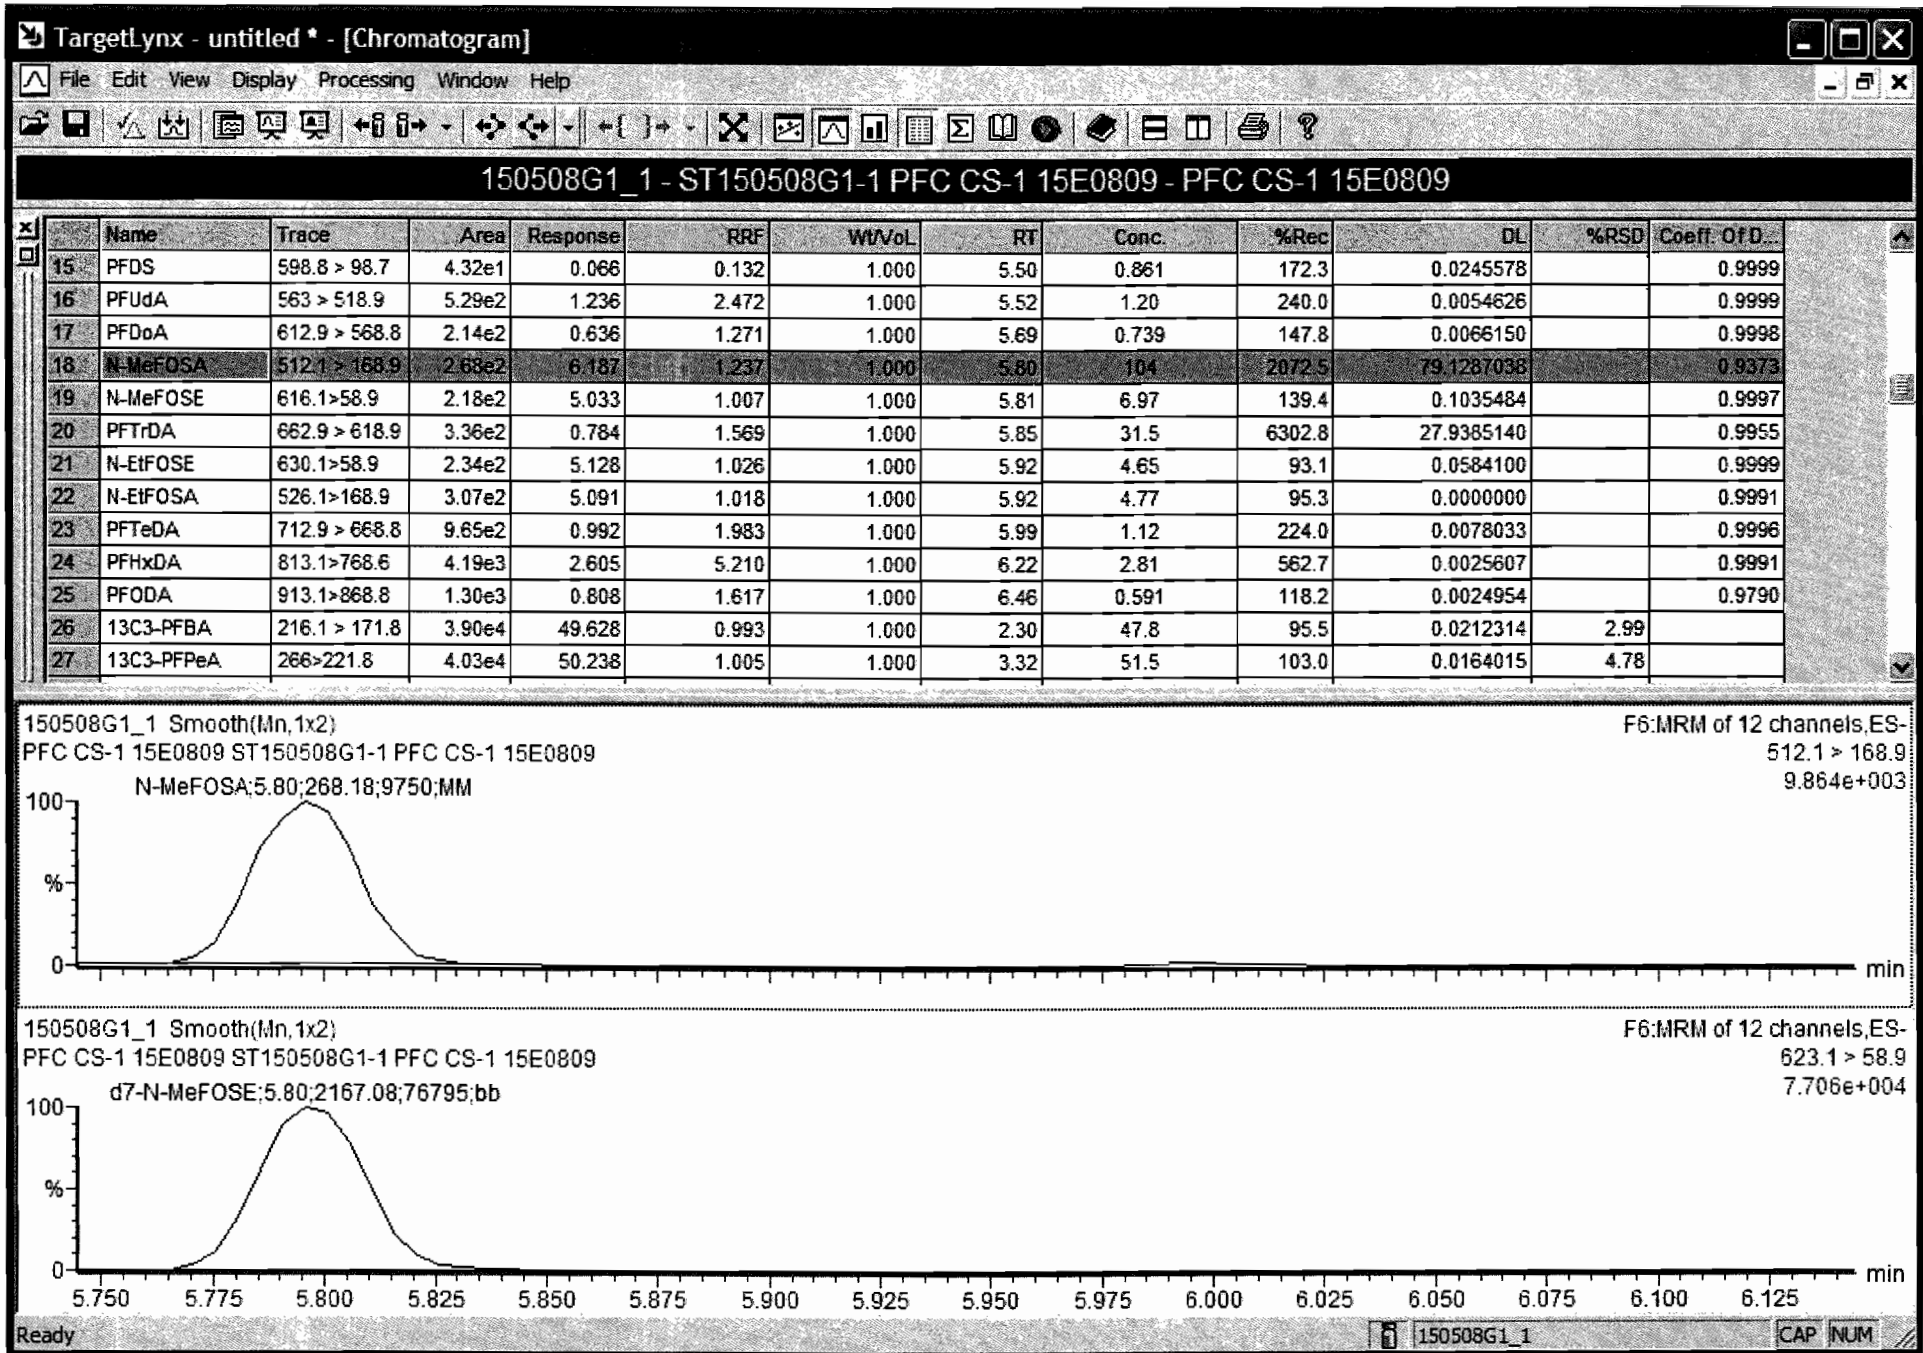 TargetLynx - untitled * - [Chromatogram]
File Edit View Display Processing Window Help
150508G1_1 - ST150508G1-1 PFC CS-1 15E0809 - PFC CS-1 15E0809
Name Trace Area Response RRF Wt/Vol. RT Conc. %Rec DL %RSD Coeff. Of D...
15 PFDS 598.8 > 98.7 4.32e1 0.066 0.132 1.000 5.50 0.861 172.3 0.0245578 0.9999
16 PFUdA 563 > 518.9 5.29e2 1.236 2.472 1.000 5.52 1.20 240.0 0.0054626 0.9999
17 PFDoA 612.9 > 568.8 2.14e2 0.636 1.271 1.000 5.69 0.739 147.8 0.0066150 0.9998
18 N-MeFOSA 512.1 > 168.9 2.68e2 6.187 1.237 1.000 5.80 104 2072.5 79.1287038 0.9373
19 N-MeFOSE 616.1>58.9 2.18e2 5.033 1.007 1.000 5.81 6.97 139.4 0.1035484 0.9997
20 PFTrDA 662.9 > 618.9 3.36e2 0.784 1.569 1.000 5.85 31.5 6302.8 27.9385140 0.9955
21 N-EtFOSE 630.1>58.9 2.34e2 5.128 1.026 1.000 5.92 4.65 93.1 0.0584100 0.9999
22 N-EtFOSA 526.1>168.9 3.07e2 5.091 1.018 1.000 5.92 4.77 95.3 0.0000000 0.9991
23 PFTeDA 712.9 > 668.8 9.65e2 0.992 1.983 1.000 5.99 1.12 224.0 0.0078033 0.9996
24 PFHxDA 813.1>768.6 4.19e3 2.605 5.210 1.000 6.22 2.81 562.7 0.0025607 0.9991
25 PFODA 913.1>868.8 1.30e3 0.808 1.617 1.000 6.46 0.591 118.2 0.0024954 0.9790
26 13C3-PFBA 216.1 > 171.8 3.90e4 49.628 0.993 1.000 2.30 47.8 95.5 0.0212314 2.99
27 13C3-PFPeA 266>221.8 4.03e4 50.238 1.005 1.000 3.32 51.5 103.0 0.0164015 4.78
150508G1_1 Smooth(Mn,1x2) F6:MRM of 12 channels,ES-
PFC CS-1 15E0809 ST150508G1-1 PFC CS-1 15E0809 512.1 > 168.9
N-MeFOSA;5.80;268.18;9750;MM 9.864e+003
100
%
0 min
150508G1_1 Smooth(Mn,1x2) F6:MRM of 12 channels,ES-
PFC CS-1 15E0809 ST150508G1-1 PFC CS-1 15E0809 623.1 > 58.9
d7-N-MeFOSE;5.80;2167.08;76795;bb 7.706e+004
100
%
0 min
5.750 5.775 5.800 5.825 5.850 5.875 5.900 5.925 5.950 5.975 6.000 6.025 6.050 6.075 6.100 6.125
Ready 150508G1_1 CAP NUM